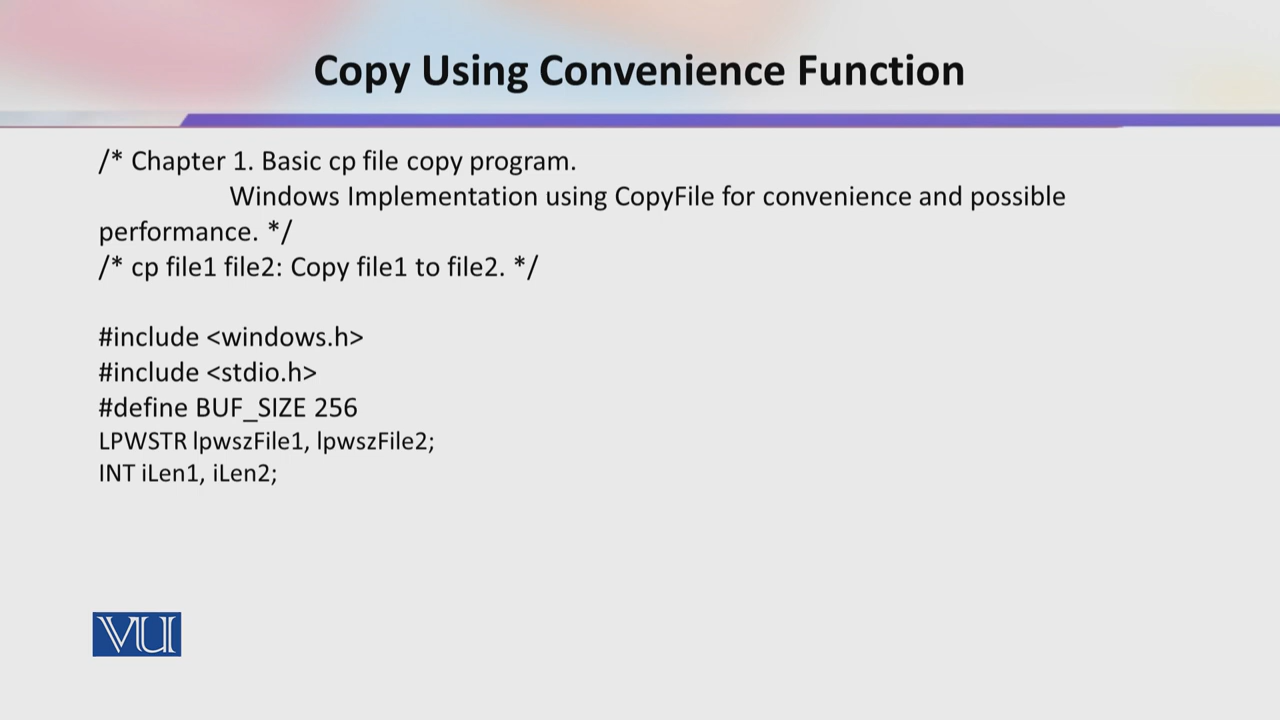 Copy Using Convenience Function
/* Chapter 1. Basic cp file copy program.
Windows Implementation using CopyFile for convenience and possible
performance. */
/* cp file1 file2: Copy file1 to file2. */
#include <windows.h>
#include <stdio.h>
#define BUF_SIZE 256
LPWSTR lpwszFile1, lpwszFile2;
INT iLen1, iLen2;
VU